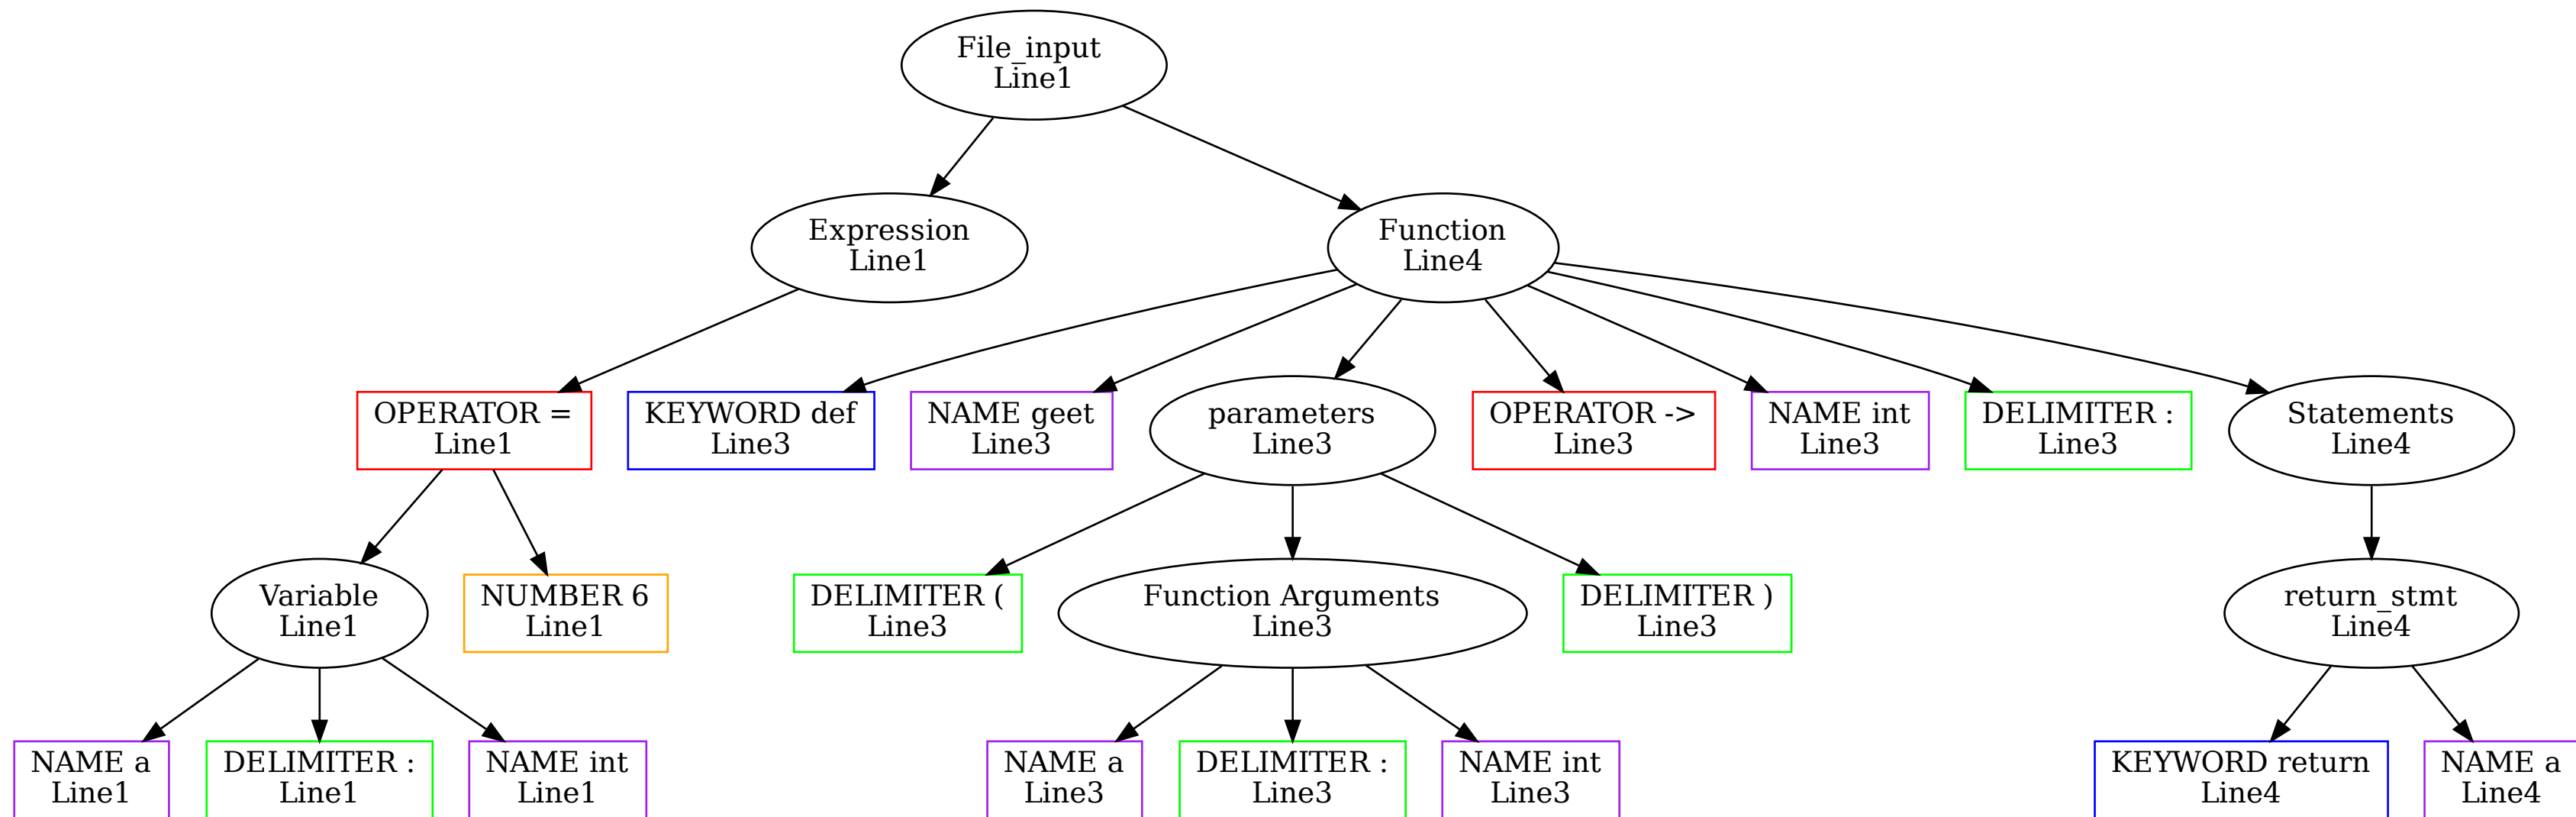 File_input
Line1
Expression
Line1
Function
Line4
OPERATOR =
Line1
KEYWORD def
Line3
NAME geet
Line3
parameters
Line3
OPERATOR ->
Line3
NAME int
Line3
DELIMITER :
Line3
Statements
Line4
Variable
Line1
NUMBER 6
Line1
DELIMITER (
Line3
Function Arguments
Line3
DELIMITER )
Line3
return_stmt
Line4
NAME a
Line1
DELIMITER :
Line1
NAME int
Line1
NAME a
Line3
DELIMITER :
Line3
NAME int
Line3
KEYWORD return
Line4
NAME a
Line4